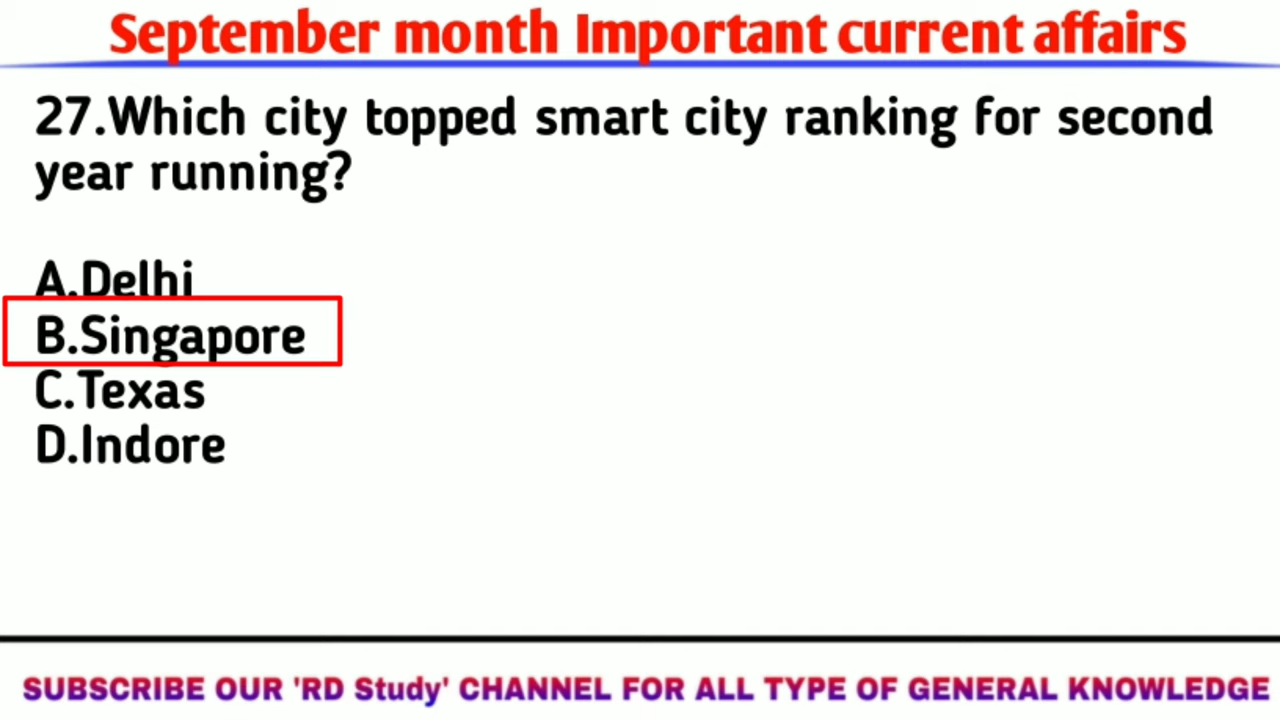 September month Important current affairs
27.Which city topped smart city ranking for second
year running?
A.Delhi
B.Singapore
C.Texas
D.Indore
SUBSCRIBE OUR 'RD Study' CHANNEL FOR ALL TYPE OF GENERAL KNOWLEDGE